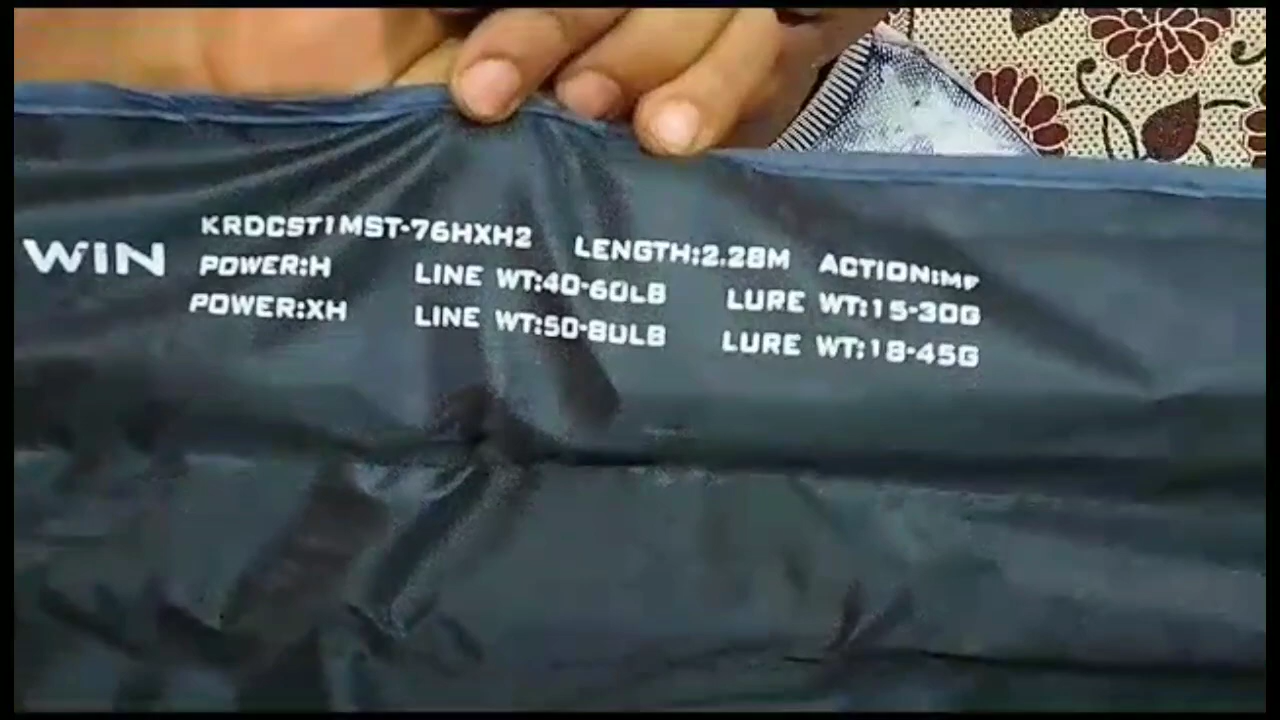 WIN
KRDCST1MST-76HXH2 LENGTH:2.28M ACTION:MF
POWER:H LINE WT:40-60LB LURE WT:15-30G
POWER:XH LINE WT:50-80LB LURE WT:18-45G